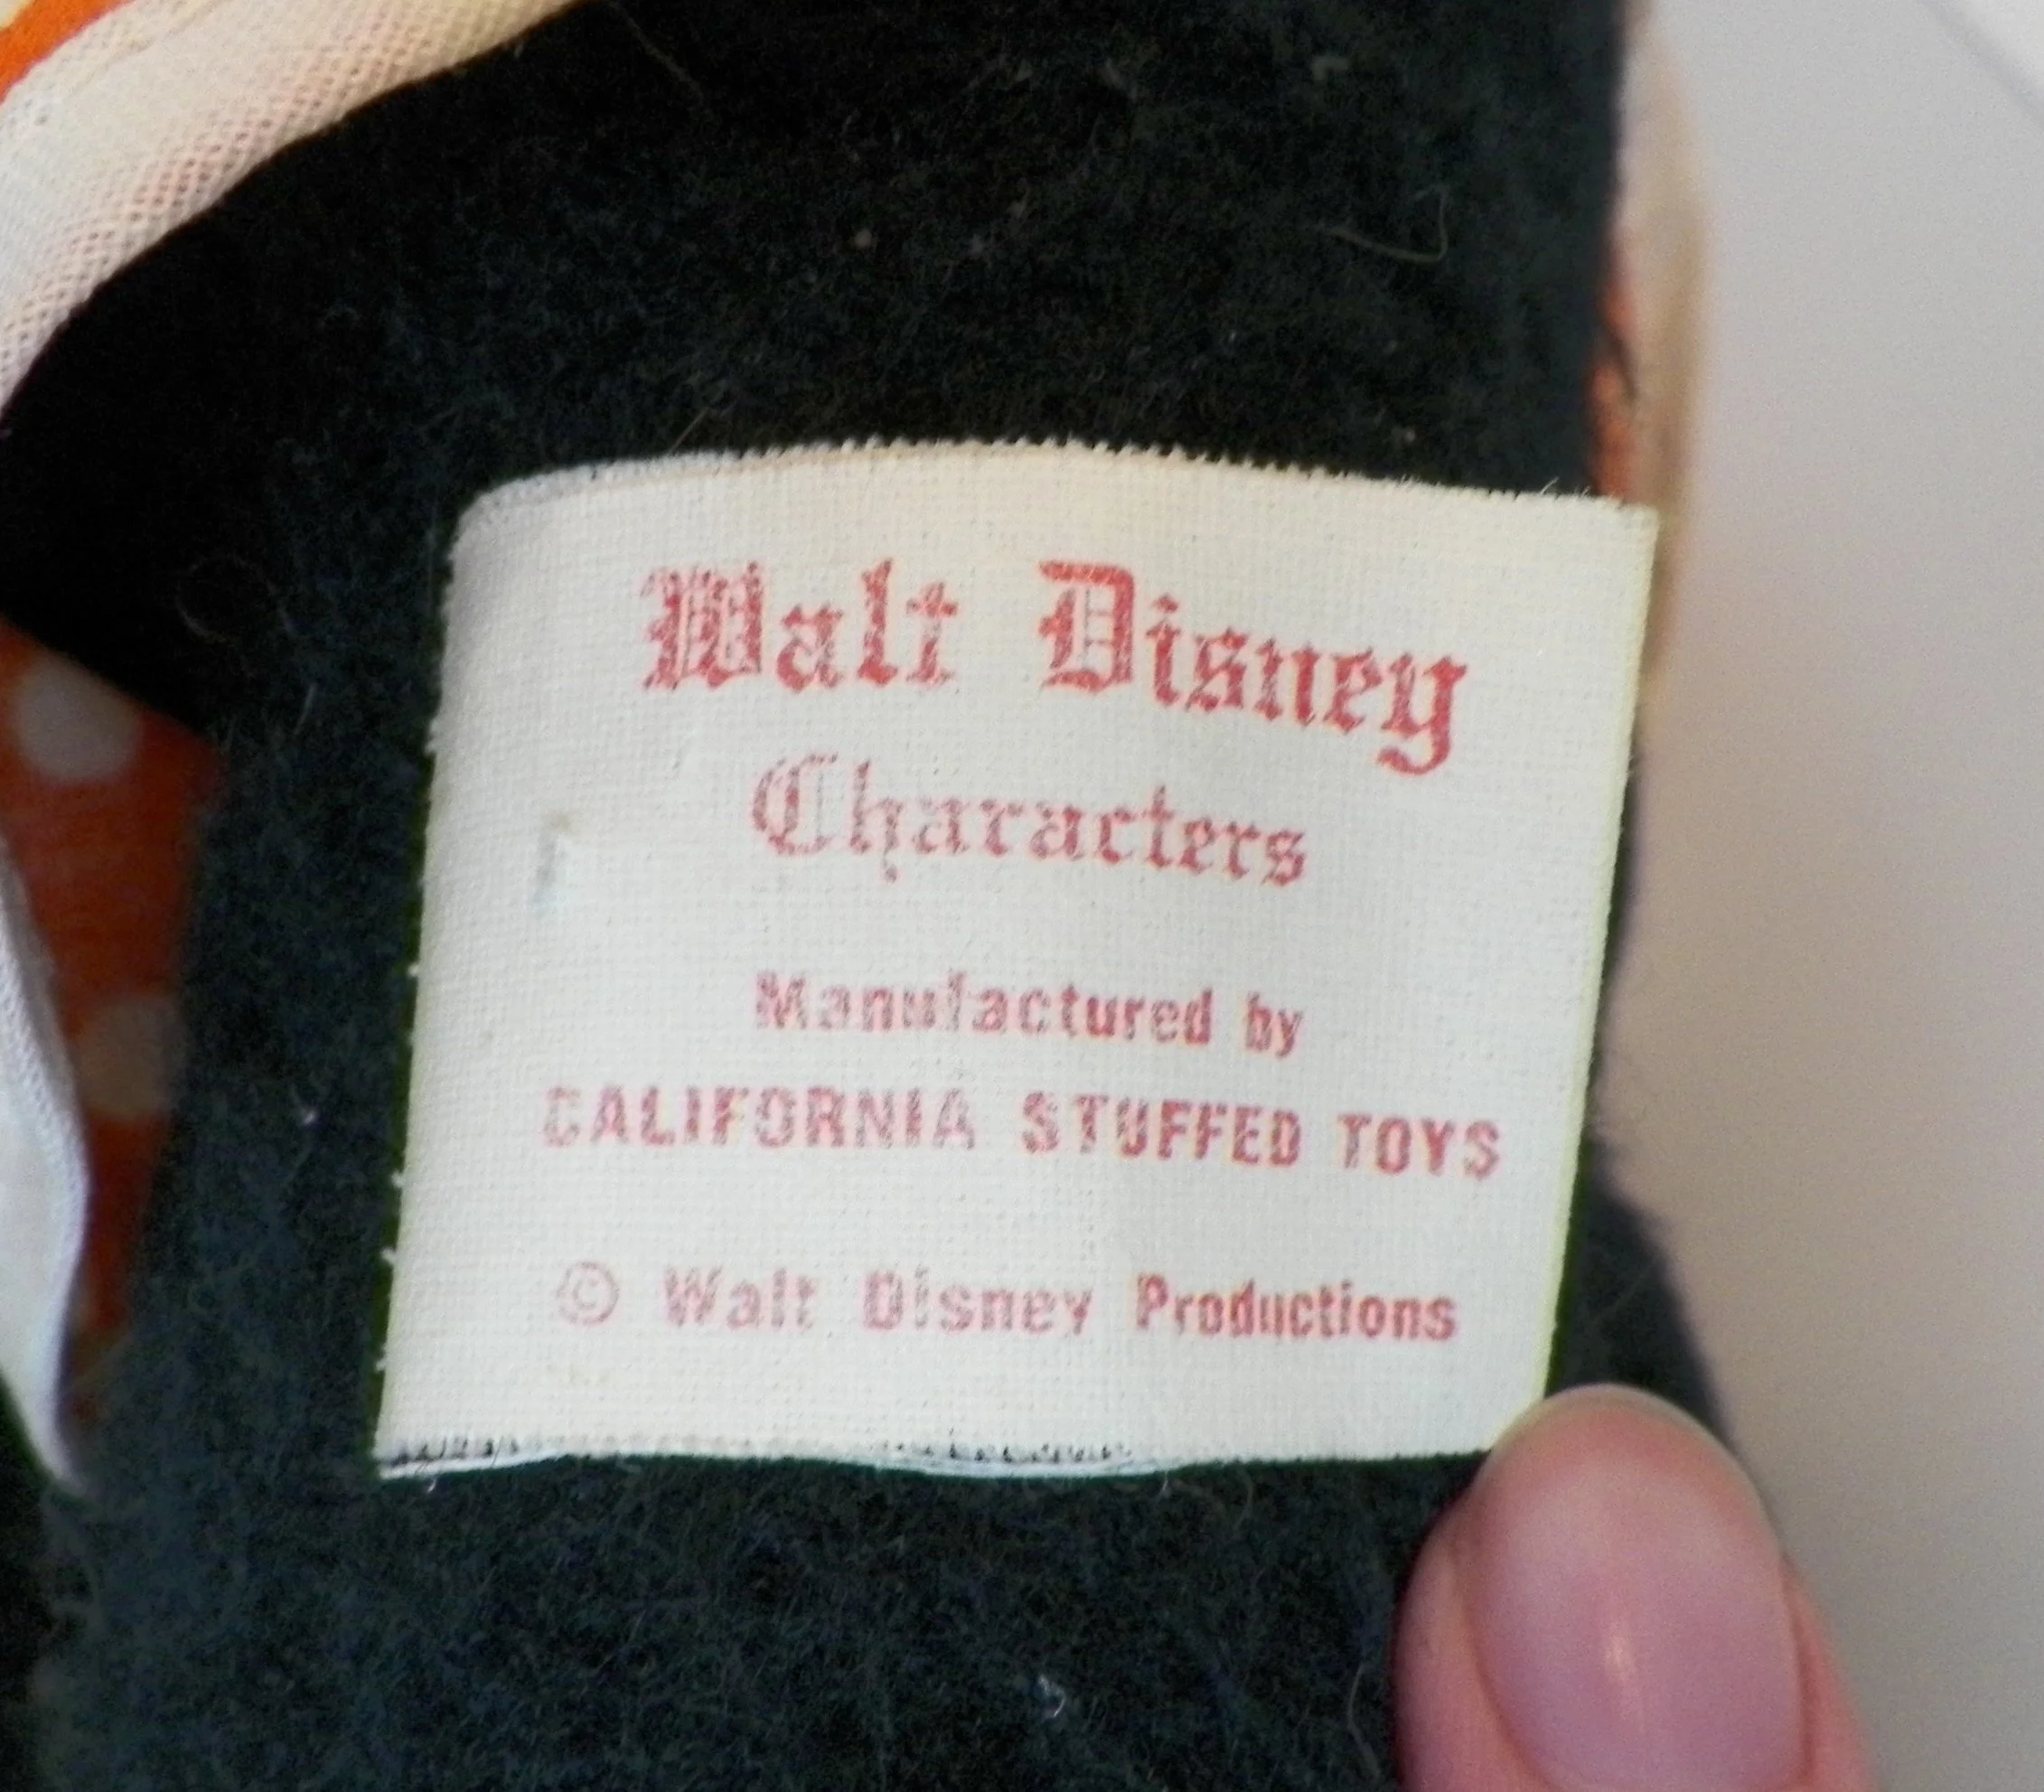 Walt Disney
Characters
Manufactured by
CALIFORNIA STUFFED TOYS
© Walt Disney Productions